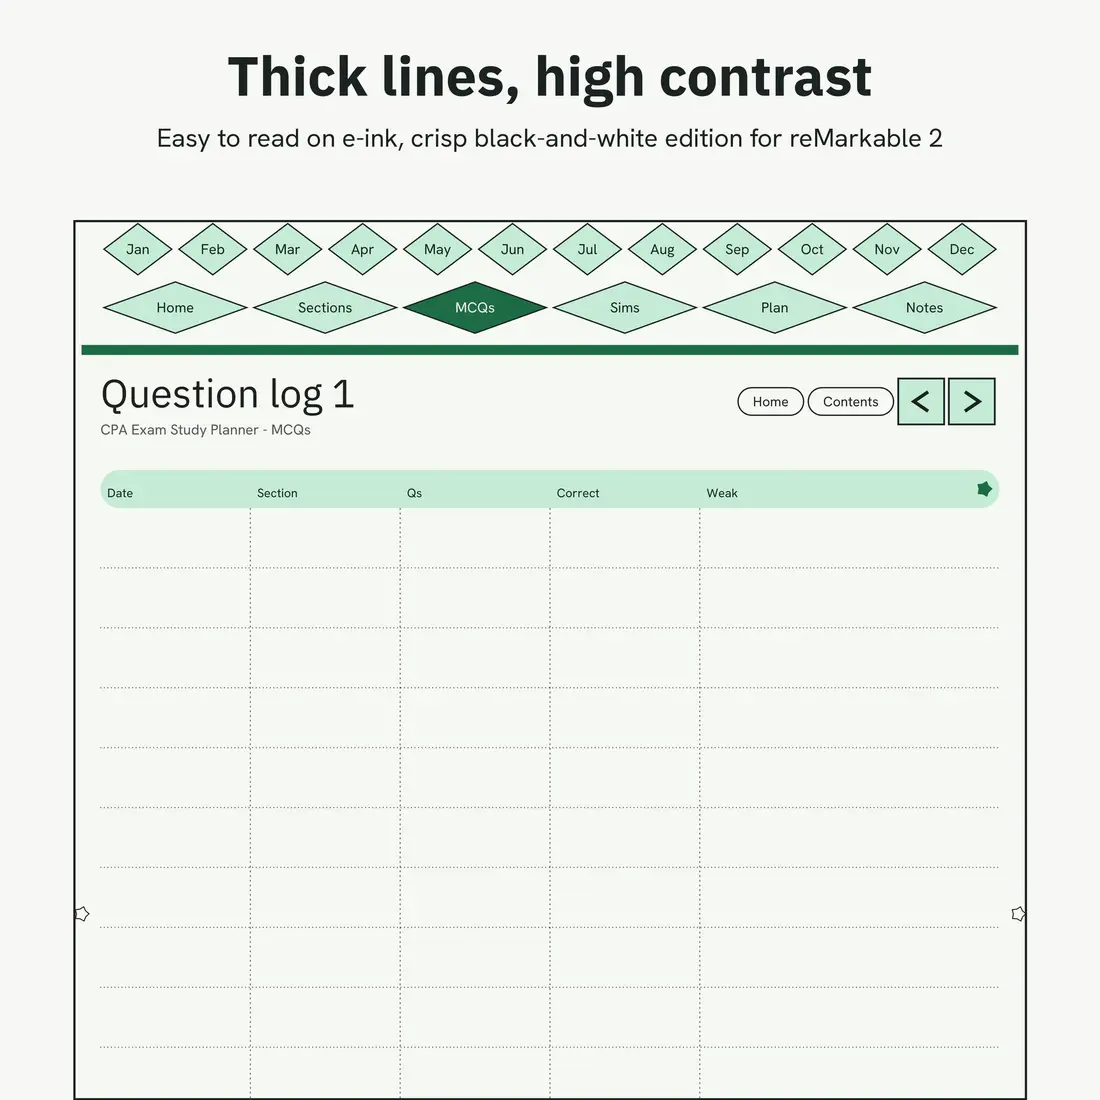 Thick lines, high contrast
Easy to read on e-ink, crisp black-and-white edition for reMarkable 2
Jan Feb Mar Apr May Jun Jul Aug Sep Oct Nov Dec
Home Sections MCQs Sims Plan Notes
Question log 1
Home Contents < >
CPA Exam Study Planner - MCQs
Date Section Qs Correct Weak